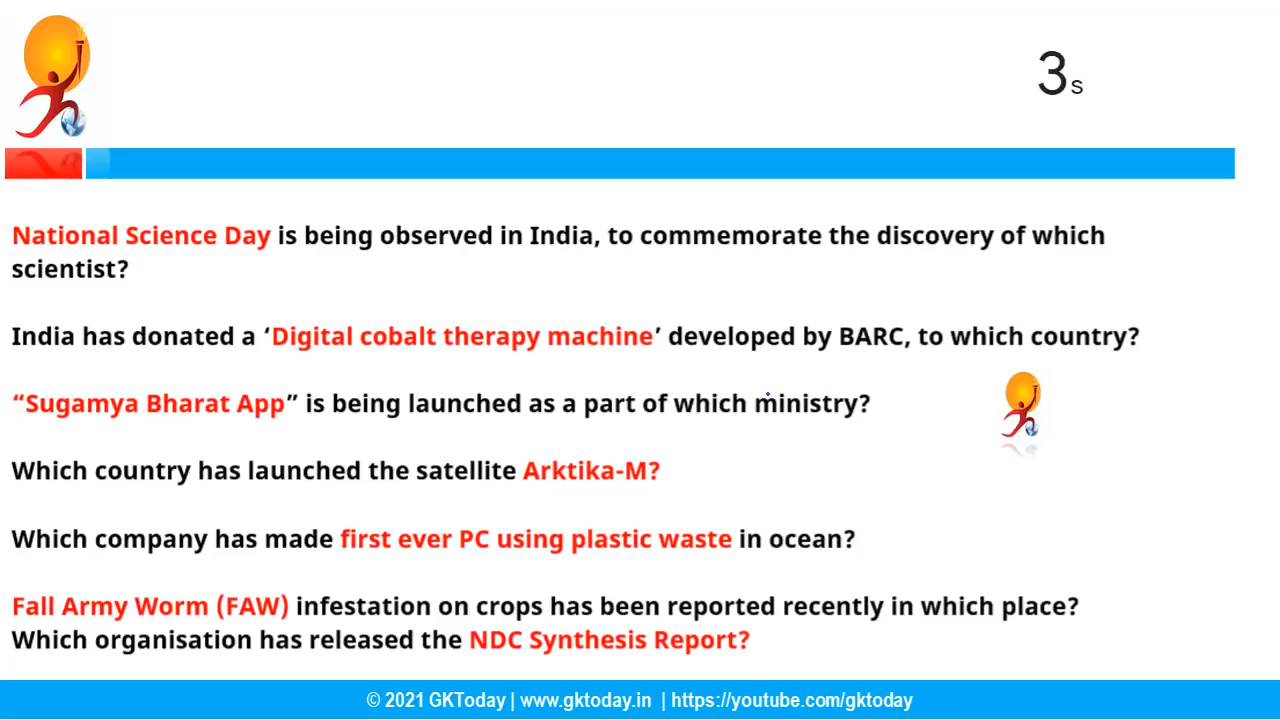 3s
National Science Day is being observed in India, to commemorate the discovery of which
scientist?
India has donated a ‘Digital cobalt therapy machine’ developed by BARC, to which country?
“Sugamya Bharat App” is being launched as a part of which ministry?
Which country has launched the satellite Arktika-M?
Which company has made first ever PC using plastic waste in ocean?
Fall Army Worm (FAW) infestation on crops has been reported recently in which place?
Which organisation has released the NDC Synthesis Report?
© 2021 GKToday | www.gktoday.in | https://youtube.com/gktoday